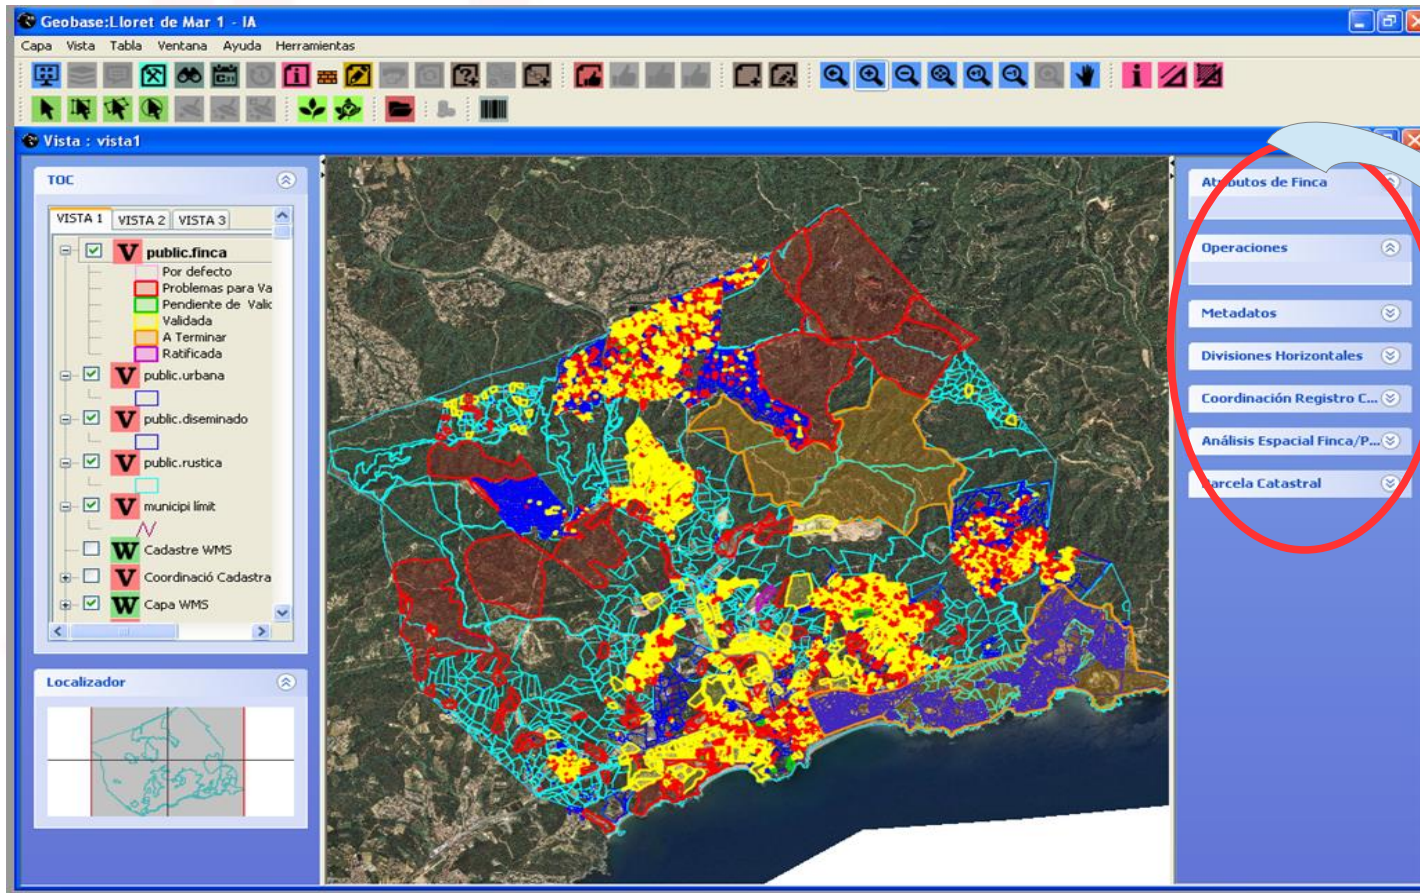 Geobase:Lloret de Mar 1 - IA
Capa Vista Tabla Ventana Ayuda Herramientas
Vista : vista1
TOC
VISTA 1 VISTA 2 VISTA 3
V public.finca
Por defecto
Problemas para Va
Pendiente de Valid
Validada
A Terminar
Ratificada
V public.urbana
V public.diseminado
V public.rustica
V municipi límit
W Cadastre WMS
V Coordinació Cadastra
W Capa WMS
Localizador
Atributos de Finca
Operaciones
Metadatos
Divisiones Horizontales
Coordinación Registro C...
Análisis Espacial Finca/P...
Parcela Catastral